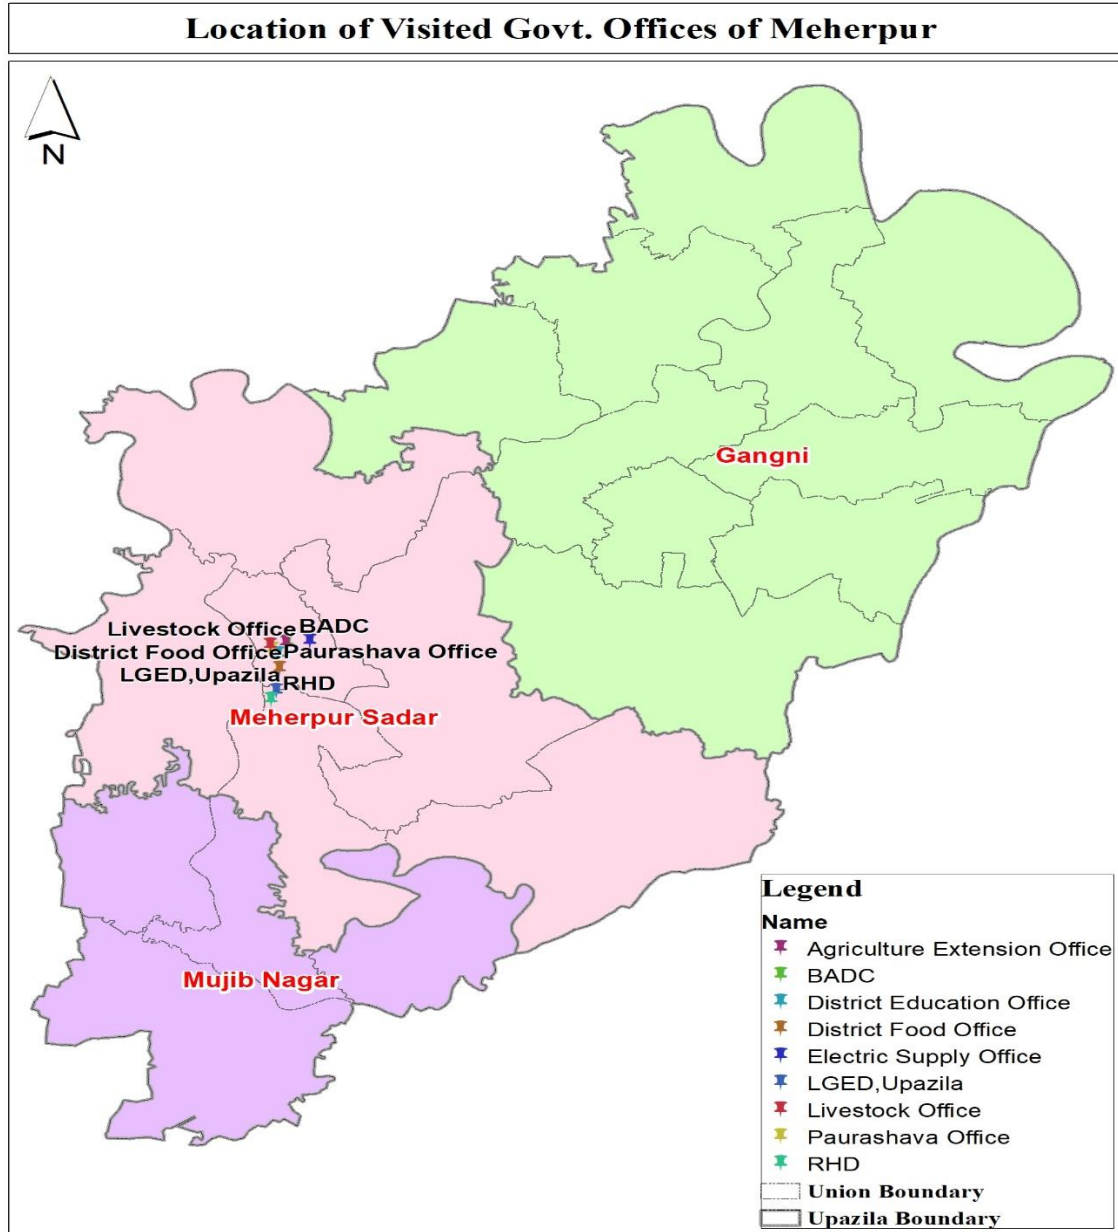 Location of Visited Govt. Offices of Meherpur
N
Gangni
Livestock Office
BADC
District Food Office
Paurashava Office
LGED,Upazila
RHD
Meherpur Sadar
Mujib Nagar
Legend
Name
Agriculture Extension Office
BADC
District Education Office
District Food Office
Electric Supply Office
LGED,Upazila
Livestock Office
Paurashava Office
RHD
Union Boundary
Upazila Boundary